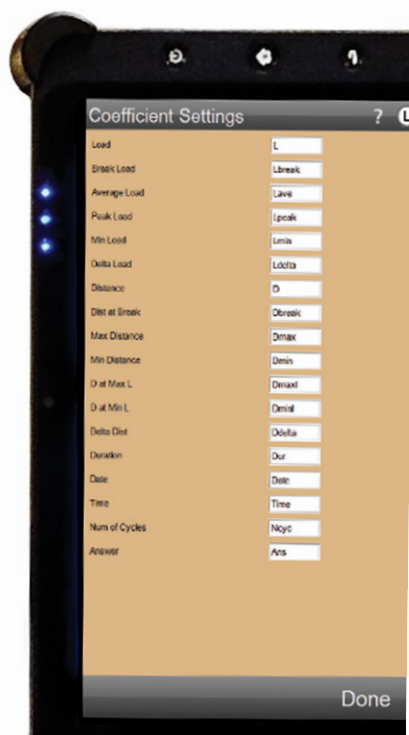 Coefficient Settings ? L
Load L
Break Load Lbreak
Average Load Lave
Peak Load Lpeak
Min Load Lmin
Delta Load Ldelta
Distance D
Dist at Break Dbreak
Max Distance Dmax
Min Distance Dmin
D at Max L Dmaxl
D at Min L Dminl
Delta Dist Ddelta
Duration Dur
Date Date
Time Time
Num of Cycles Ncyc
Answer Ans
Done